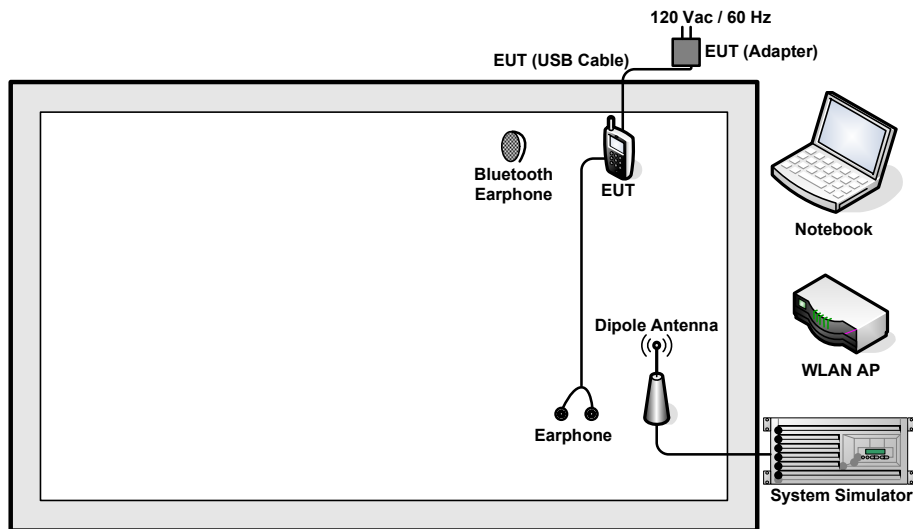 120 Vac / 60 Hz
EUT (USB Cable)
EUT (Adapter)
Bluetooth
Earphone
EUT
Notebook
Dipole Antenna
WLAN AP
Earphone
System Simulator